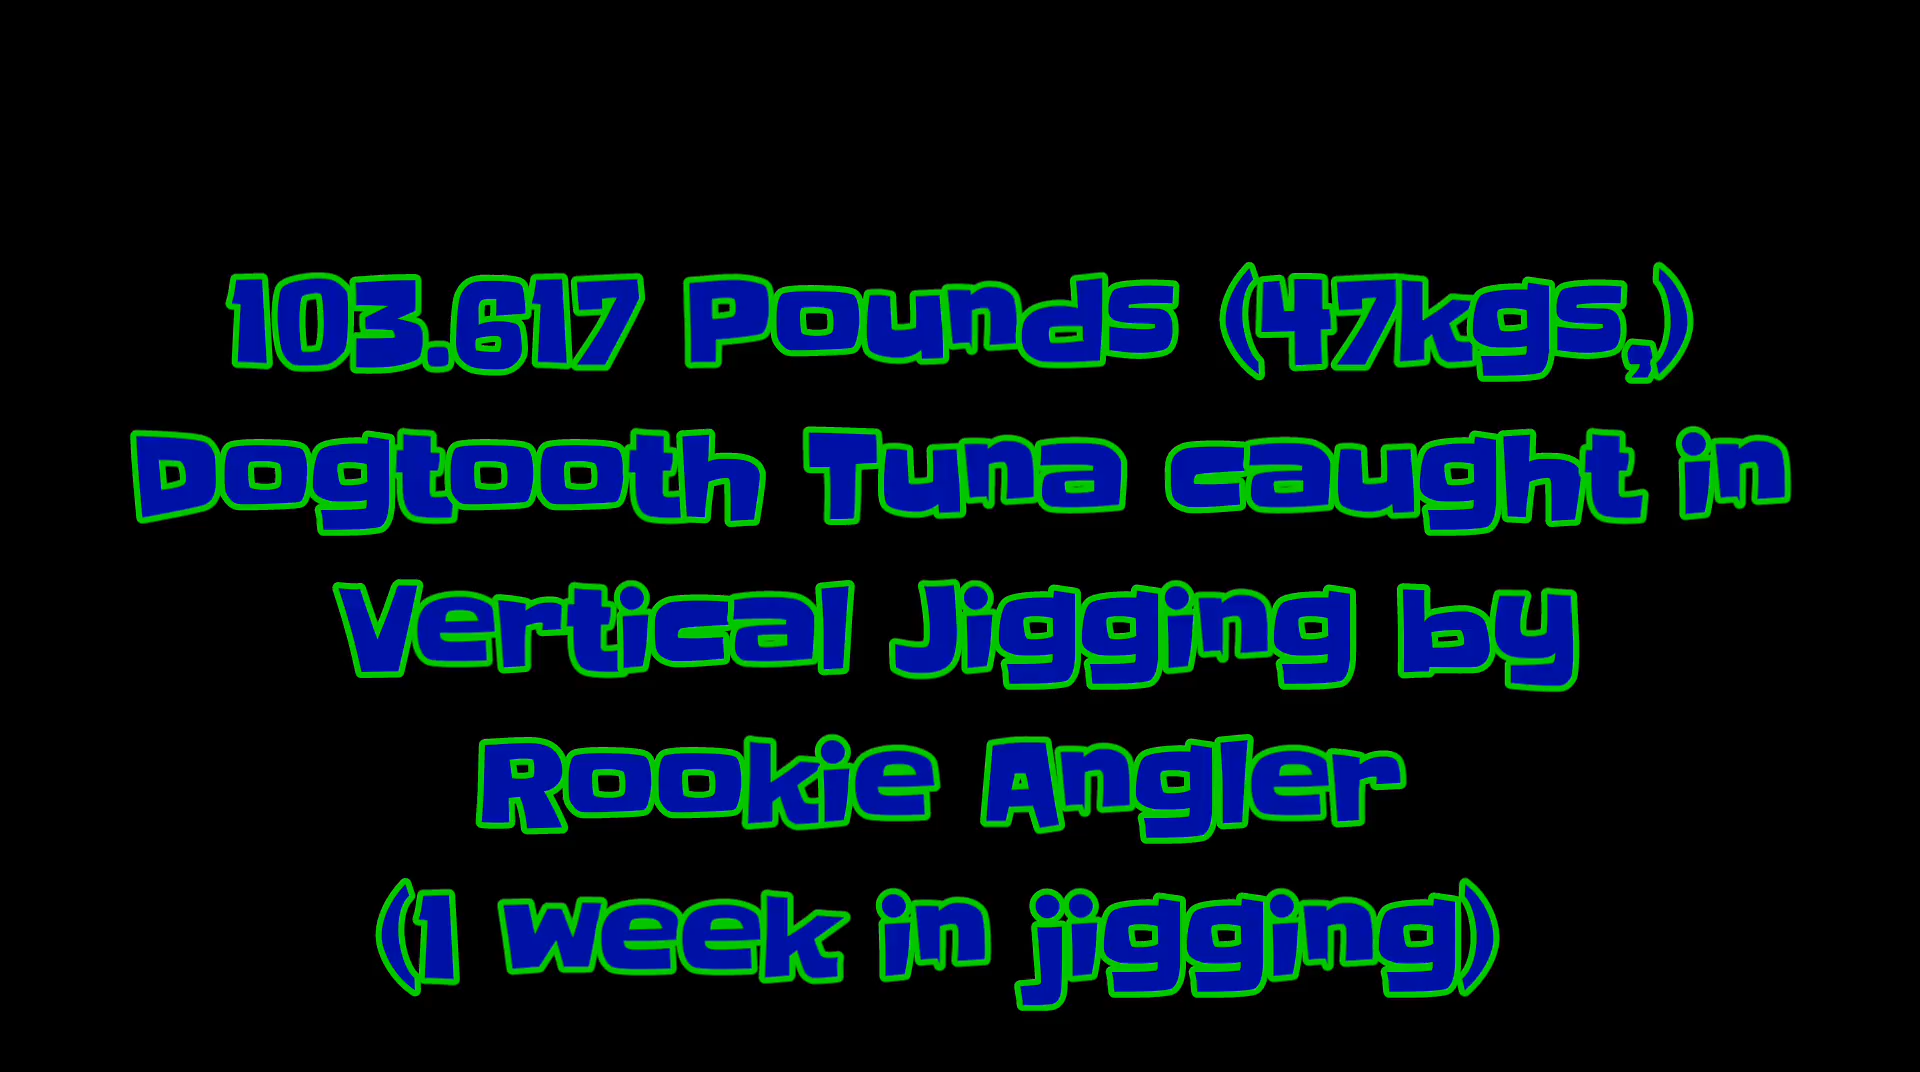 103.617 Pounds (47kgs,)
Dogtooth Tuna caught in
Vertical Jigging by
Rookie Angler
(1 week in jigging)